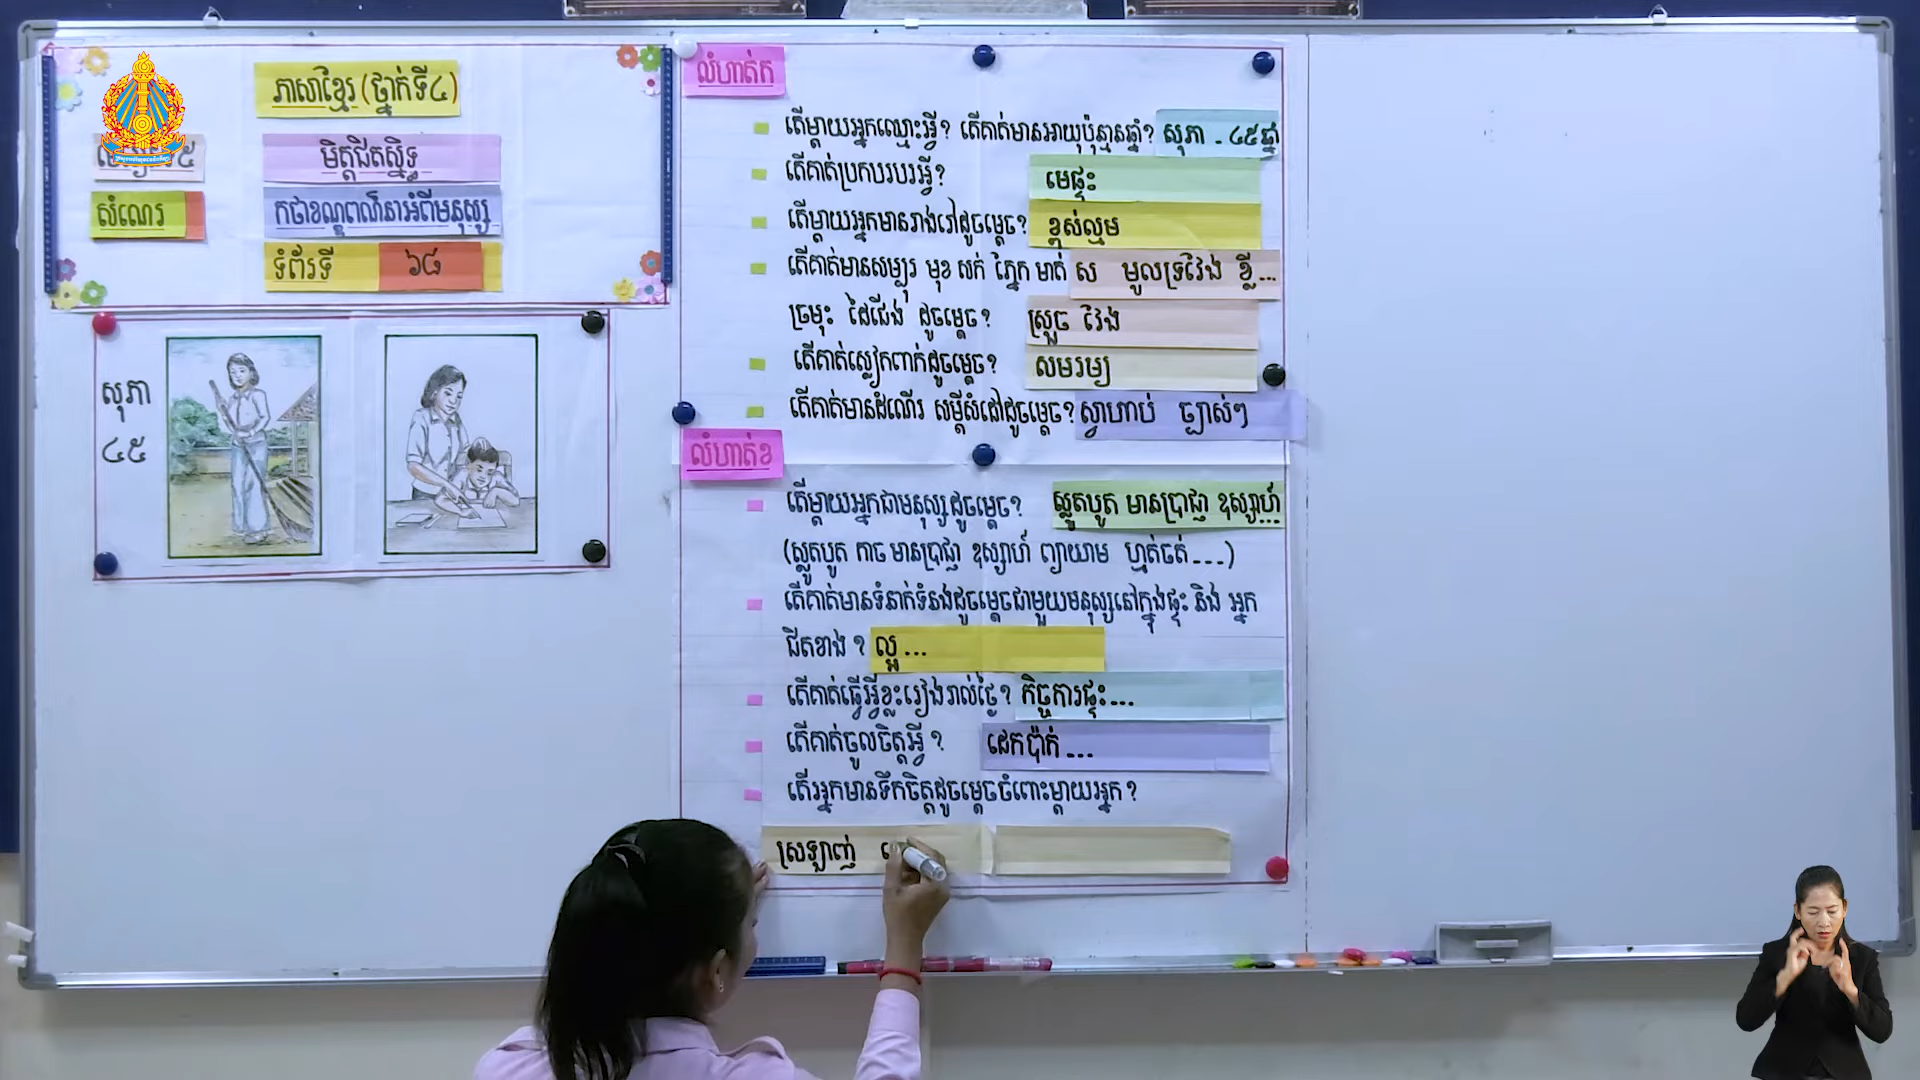 ភាសាខ្មែរ (ថ្នាក់ទី៤)
មិត្តជិតស្និទ្ធ
សំណេរ
កថាខណ្ឌពណ៌នាអំពីមនុស្ស
ទំព័រទី ៦៨
សុភា
៤៥
លំហាត់ក
តើម្ដាយអ្នកឈ្មោះអ្វី? តើគាត់មានអាយុប៉ុន្មានឆ្នាំ? សុភា - ៤៥ឆ្នាំ
តើគាត់ប្រកបរបរអ្វី? មេផ្ទះ
តើម្ដាយអ្នកមានរាងរៅដូចម្ដេច? ខ្ពស់ល្មម
តើគាត់មានសម្បុរ មុខ សក់ ភ្នែក មាត់ ស មូលទ្រវែង ខ្លី...
ច្រមុះ ដៃជើង ដូចម្ដេច? ស្រួច វែង
តើគាត់ស្លៀកពាក់ដូចម្ដេច? សមរម្យ
តើគាត់មានដំណើរ សម្ដីសំដៅដូចម្ដេច? ស្វាហាប់ ច្បាស់ៗ
លំហាត់ខ
តើម្ដាយអ្នកជាមនុស្សដូចម្ដេច? ស្លូតបូត មានប្រាជ្ញា ឧស្សាហ៍...
(ស្លូតបូត កាច មានប្រាជ្ញា ឧស្សាហ៍ ព្យាយាម ហ្មត់ចត់....)
តើគាត់មានទំនាក់ទំនងដូចម្ដេចជាមួយមនុស្សនៅក្នុងផ្ទះ និង អ្នក
ជិតខាង? ល្អ...
តើគាត់ធ្វើអ្វីខ្លះរៀងរាល់ថ្ងៃ? កិច្ចការផ្ទះ...
តើគាត់ចូលចិត្តអ្វី? ដេកប៉ាក់...
តើអ្នកមានទឹកចិត្តដូចម្ដេចចំពោះម្ដាយអ្នក?
ស្រឡាញ់